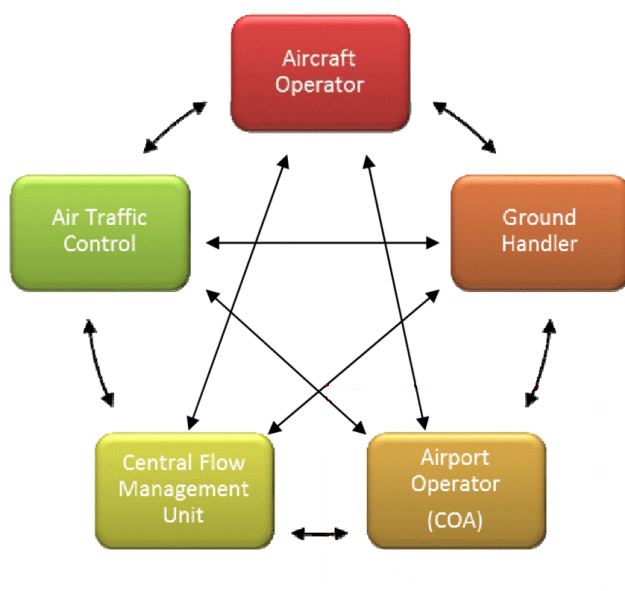 Aircraft
Operator
Air Traffic
Control
Ground
Handler
Central Flow
Management
Unit
Airport
Operator
(COA)